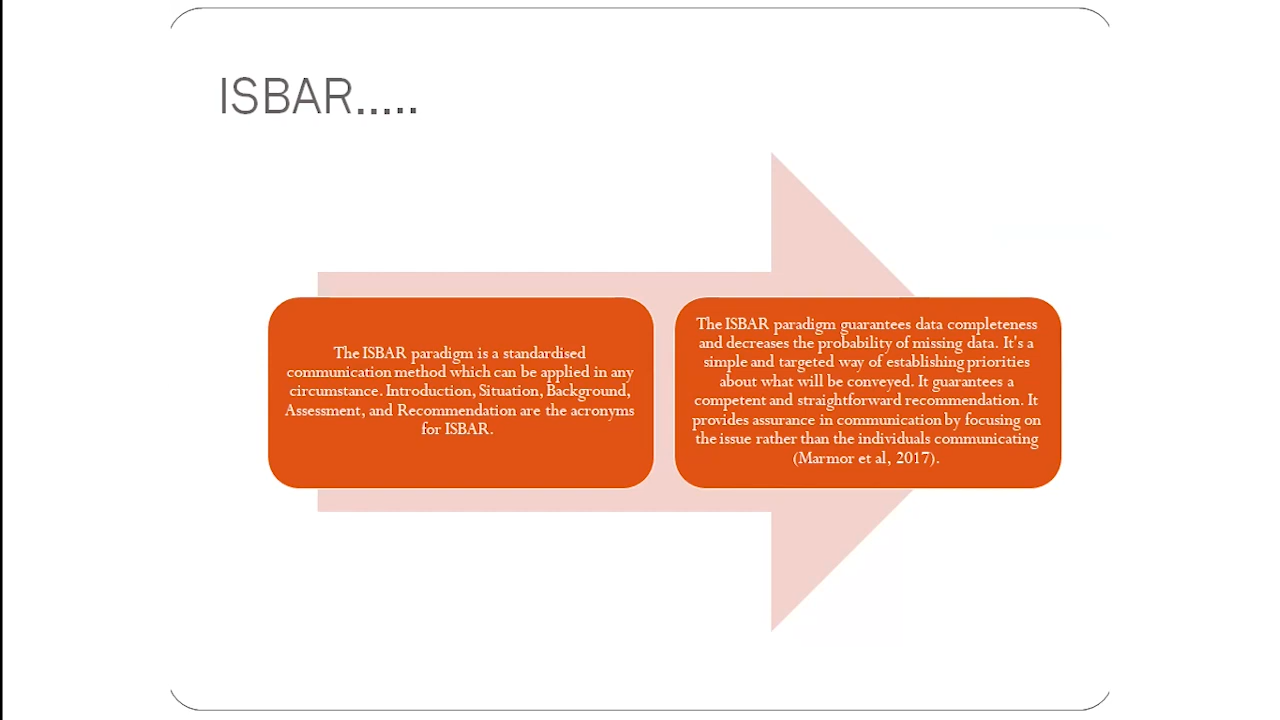 ISBAR.....
The ISBAR paradigm is a standardised
communication method which can be applied in any
circumstance. Introduction, Situation, Background,
Assessment, and Recommendation are the acronyms
for ISBAR.
The ISBAR paradigm guarantees data completeness
and decreases the probability of missing data. It's a
simple and targeted way of establishing priorities
about what will be conveyed. It guarantees a
competent and straightforward recommendation. It
provides assurance in communication by focusing on
the issue rather than the individuals communicating
(Marmor et al, 2017).